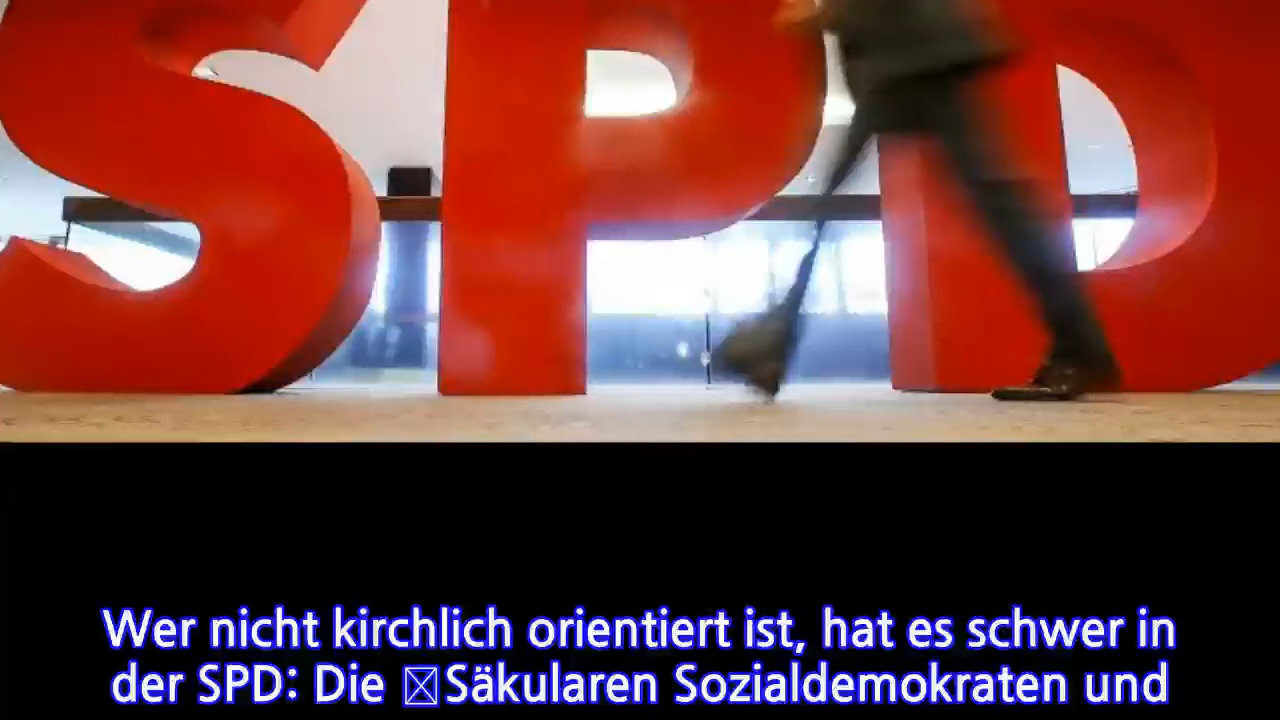 SPD
Wer nicht kirchlich orientiert ist, hat es schwer in
der SPD: Die Säkularen Sozialdemokraten und